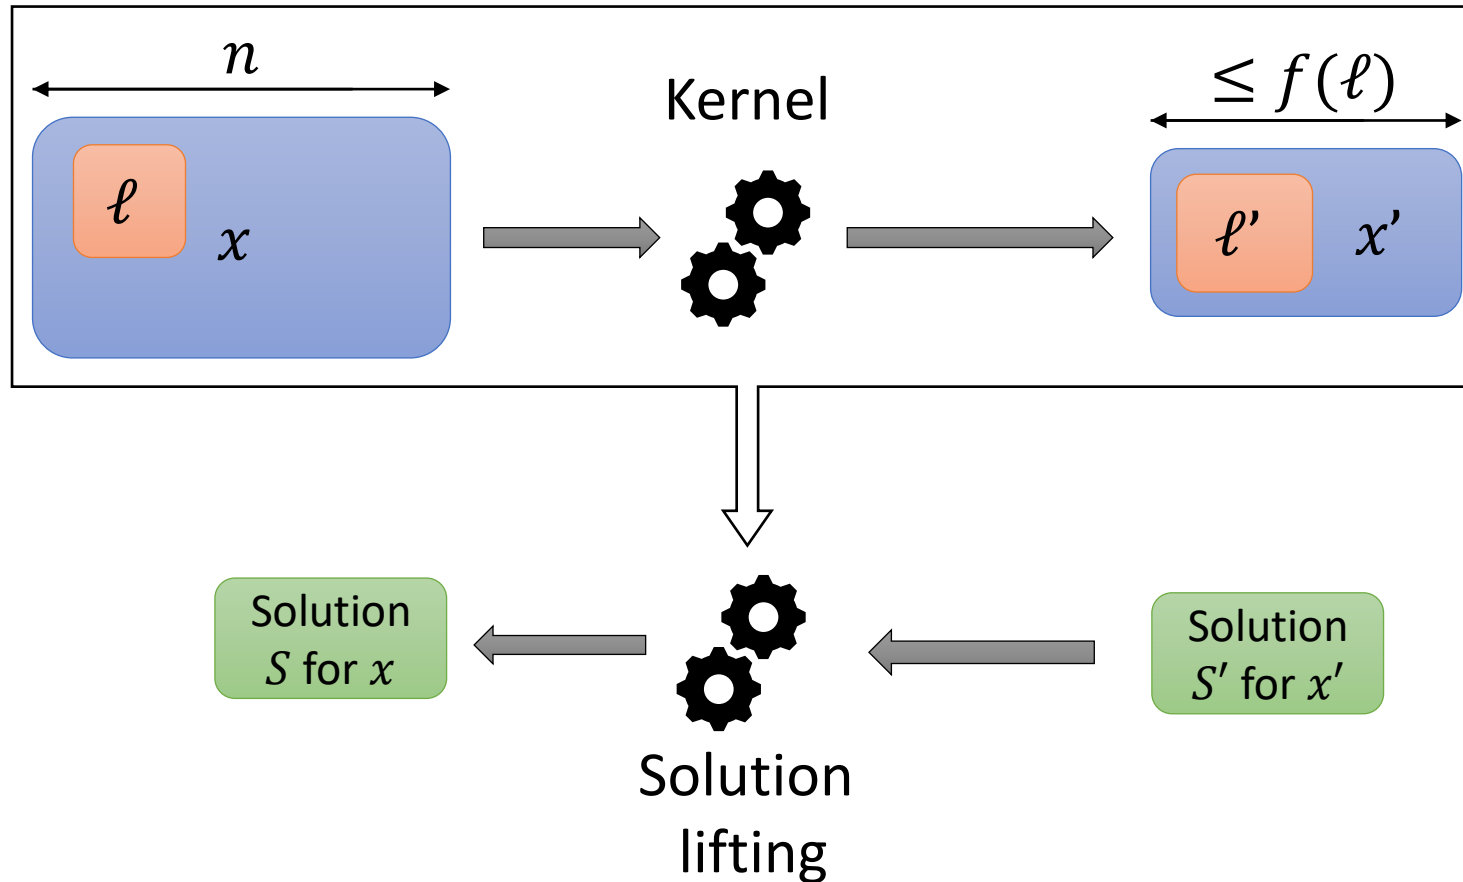 n
Kernel
≤ f(ℓ)
ℓ
x
ℓ’
x’
Solution
S for x
Solution
S′ for x′
Solution
lifting